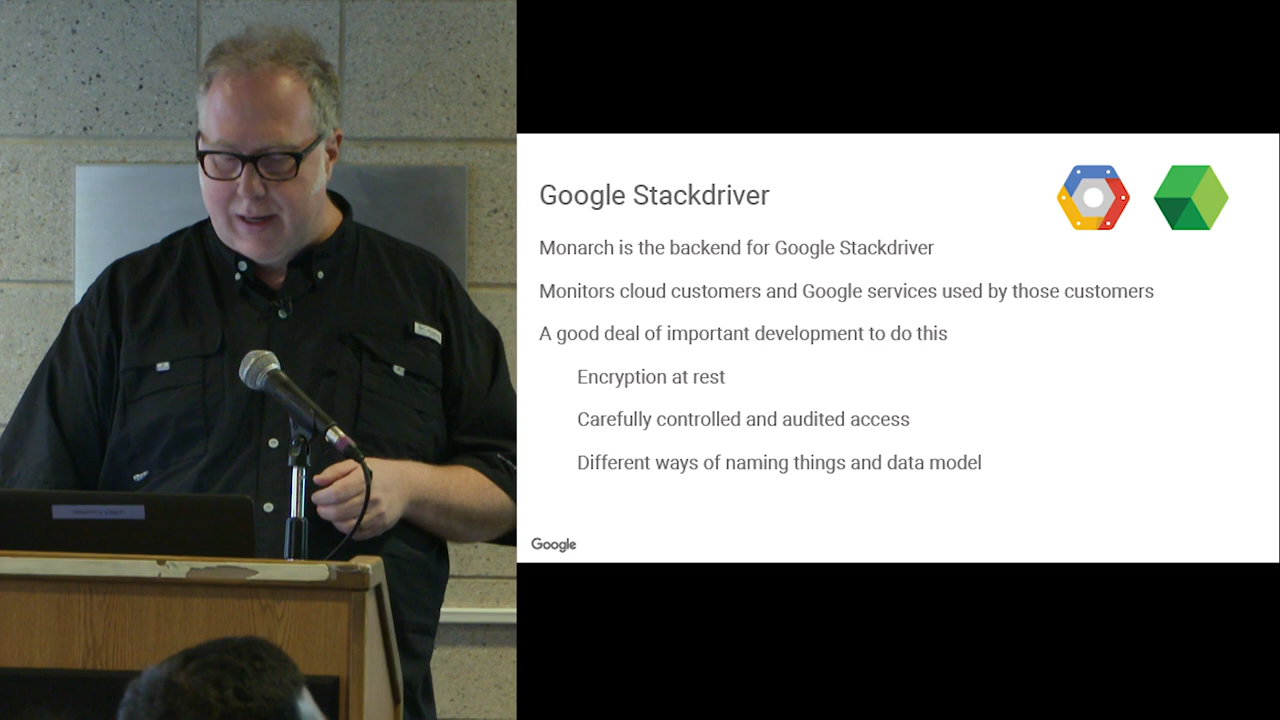 Google Stackdriver
Monarch is the backend for Google Stackdriver
Monitors cloud customers and Google services used by those customers
A good deal of important development to do this
Encryption at rest
Carefully controlled and audited access
Different ways of naming things and data model
Google